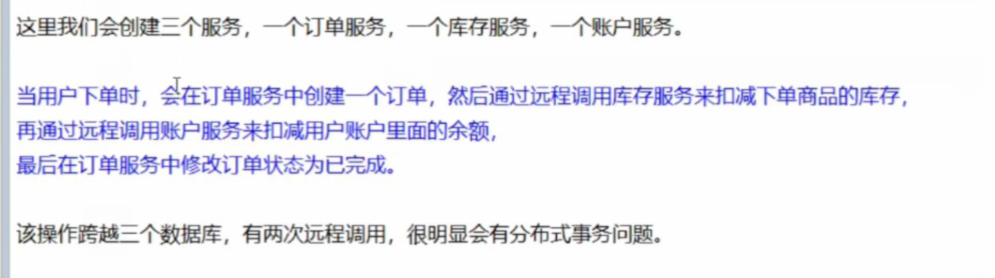 这里我们会创建三个服务，一个订单服务，一个库存服务，一个账户服务。
当用户下单时，会在订单服务中创建一个订单，然后通过远程调用库存服务来扣减下单商品的库存，
再通过远程调用账户服务来扣减用户账户里面的余额，
最后在订单服务中修改订单状态为已完成。
该操作跨越三个数据库，有两次远程调用，很明显会有分布式事务问题。